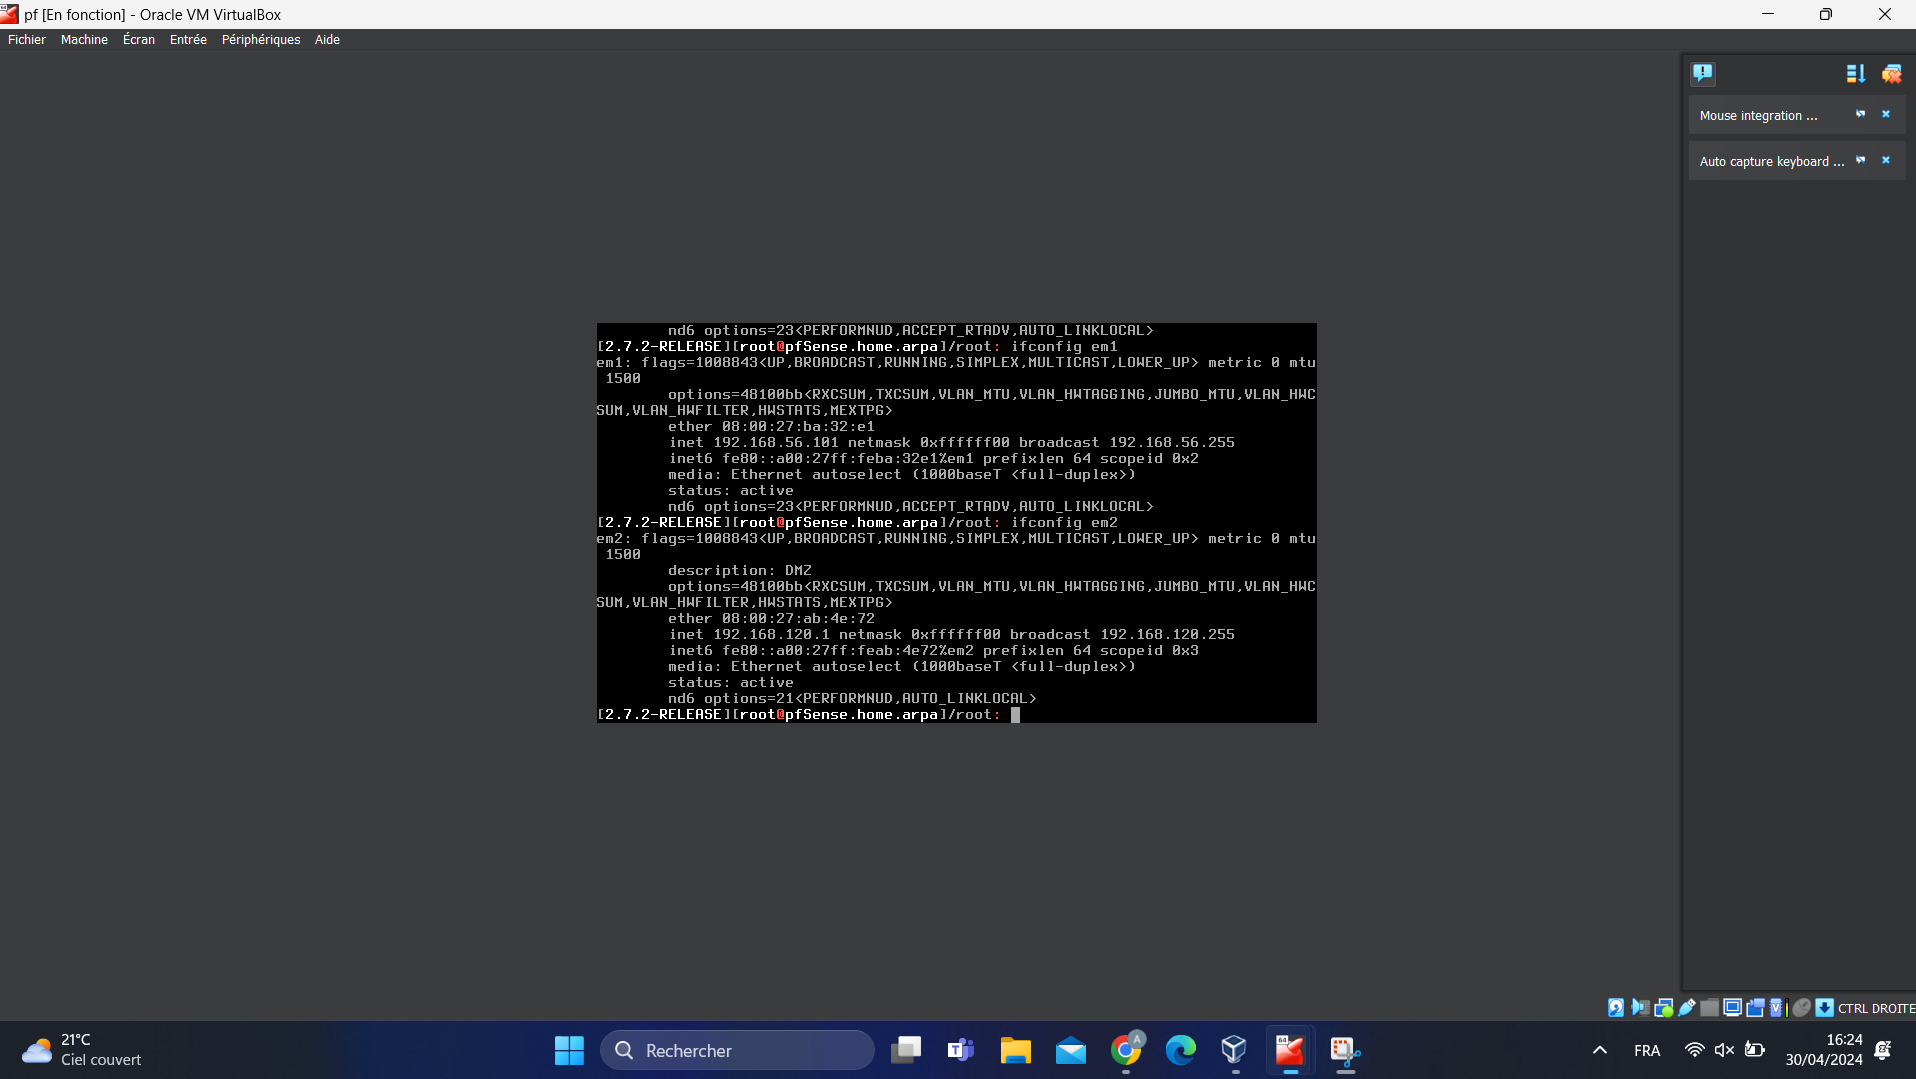 pf [En fonction] - Oracle VM VirtualBox
Fichier Machine Écran Entrée Périphériques Aide
Mouse integration ...
Auto capture keyboard ...
nd6 options=23<PERFORMNUD,ACCEPT_RTADV,AUTO_LINKLOCAL>
[2.7.2-RELEASE][root@pfSense.home.arpa]/root: ifconfig em1
em1: flags=1008843<UP,BROADCAST,RUNNING,SIMPLEX,MULTICAST,LOWER_UP> metric 0 mtu
1500
options=48100bb<RXCSUM,TXCSUM,VLAN_MTU,VLAN_HWTAGGING,JUMBO_MTU,VLAN_HWC
SUM,VLAN_HWFILTER,HWSTATS,MEXTPG>
ether 08:00:27:ba:32:e1
inet 192.168.56.101 netmask 0xffffff00 broadcast 192.168.56.255
inet6 fe80::a00:27ff:feba:32e1%em1 prefixlen 64 scopeid 0x2
media: Ethernet autoselect (1000baseT <full-duplex>)
status: active
nd6 options=23<PERFORMNUD,ACCEPT_RTADV,AUTO_LINKLOCAL>
[2.7.2-RELEASE][root@pfSense.home.arpa]/root: ifconfig em2
em2: flags=1008843<UP,BROADCAST,RUNNING,SIMPLEX,MULTICAST,LOWER_UP> metric 0 mtu
1500
description: DMZ
options=48100bb<RXCSUM,TXCSUM,VLAN_MTU,VLAN_HWTAGGING,JUMBO_MTU,VLAN_HWC
SUM,VLAN_HWFILTER,HWSTATS,MEXTPG>
ether 08:00:27:ab:4e:72
inet 192.168.120.1 netmask 0xffffff00 broadcast 192.168.120.255
inet6 fe80::a00:27ff:feab:4e72%em2 prefixlen 64 scopeid 0x3
media: Ethernet autoselect (1000baseT <full-duplex>)
status: active
nd6 options=21<PERFORMNUD,AUTO_LINKLOCAL>
[2.7.2-RELEASE][root@pfSense.home.arpa]/root:
CTRL DROITE
21°C
Ciel couvert
Rechercher
FRA
16:24
30/04/2024